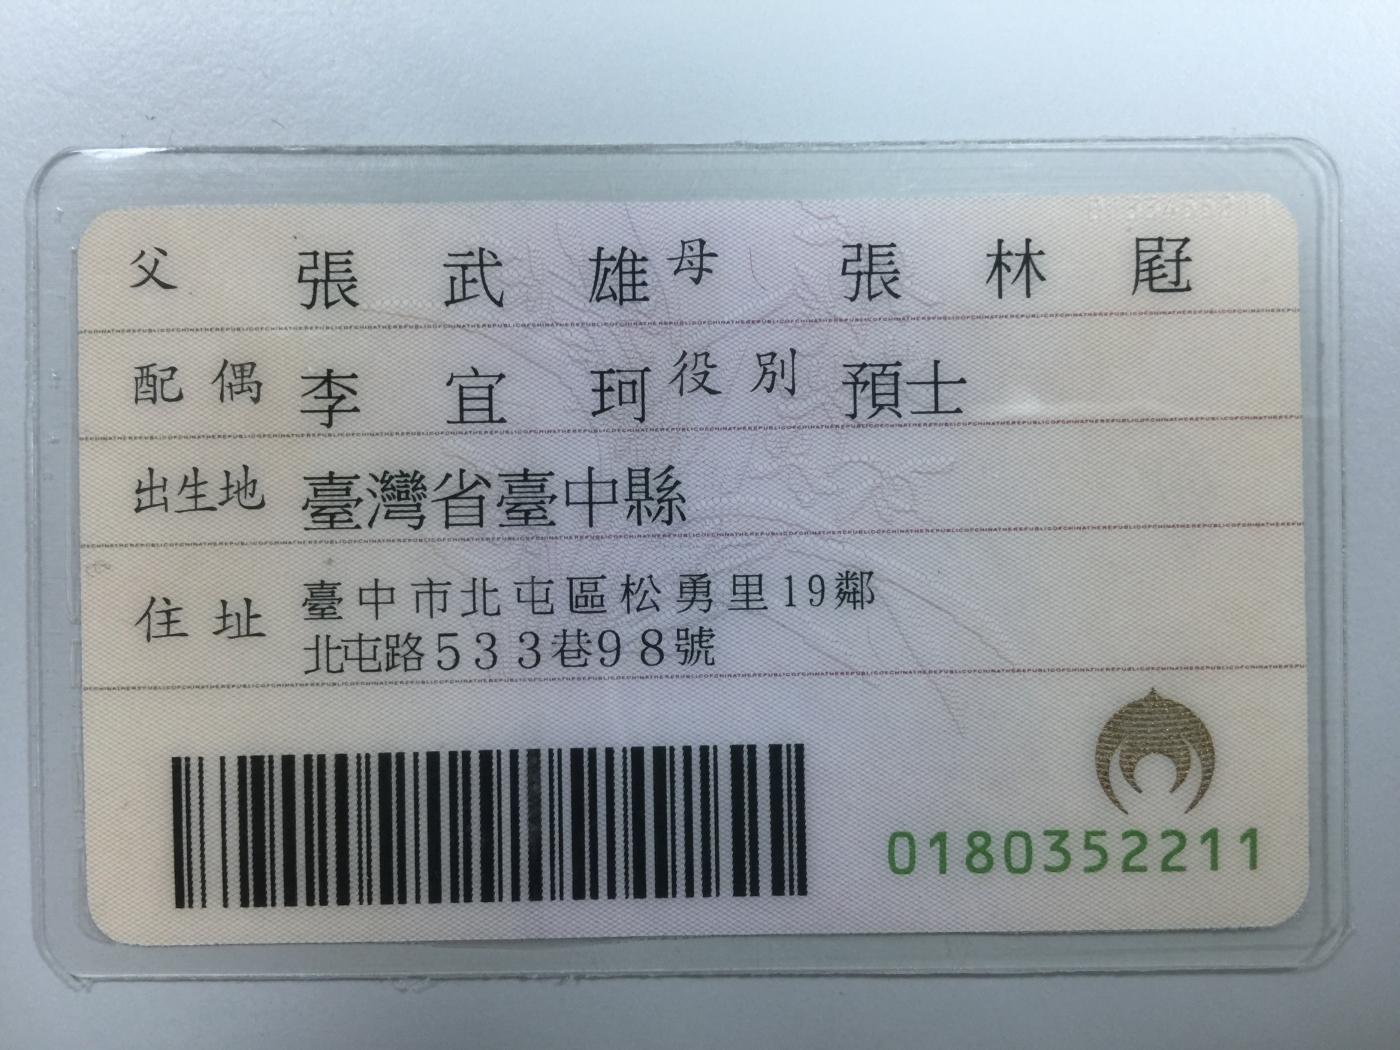 父 張武雄 母 張林尅
配偶 李宜珂 役別 預士
出生地 臺灣省臺中縣
住址 臺中市北屯區松勇里19鄰
北屯路533巷98號
0180352211